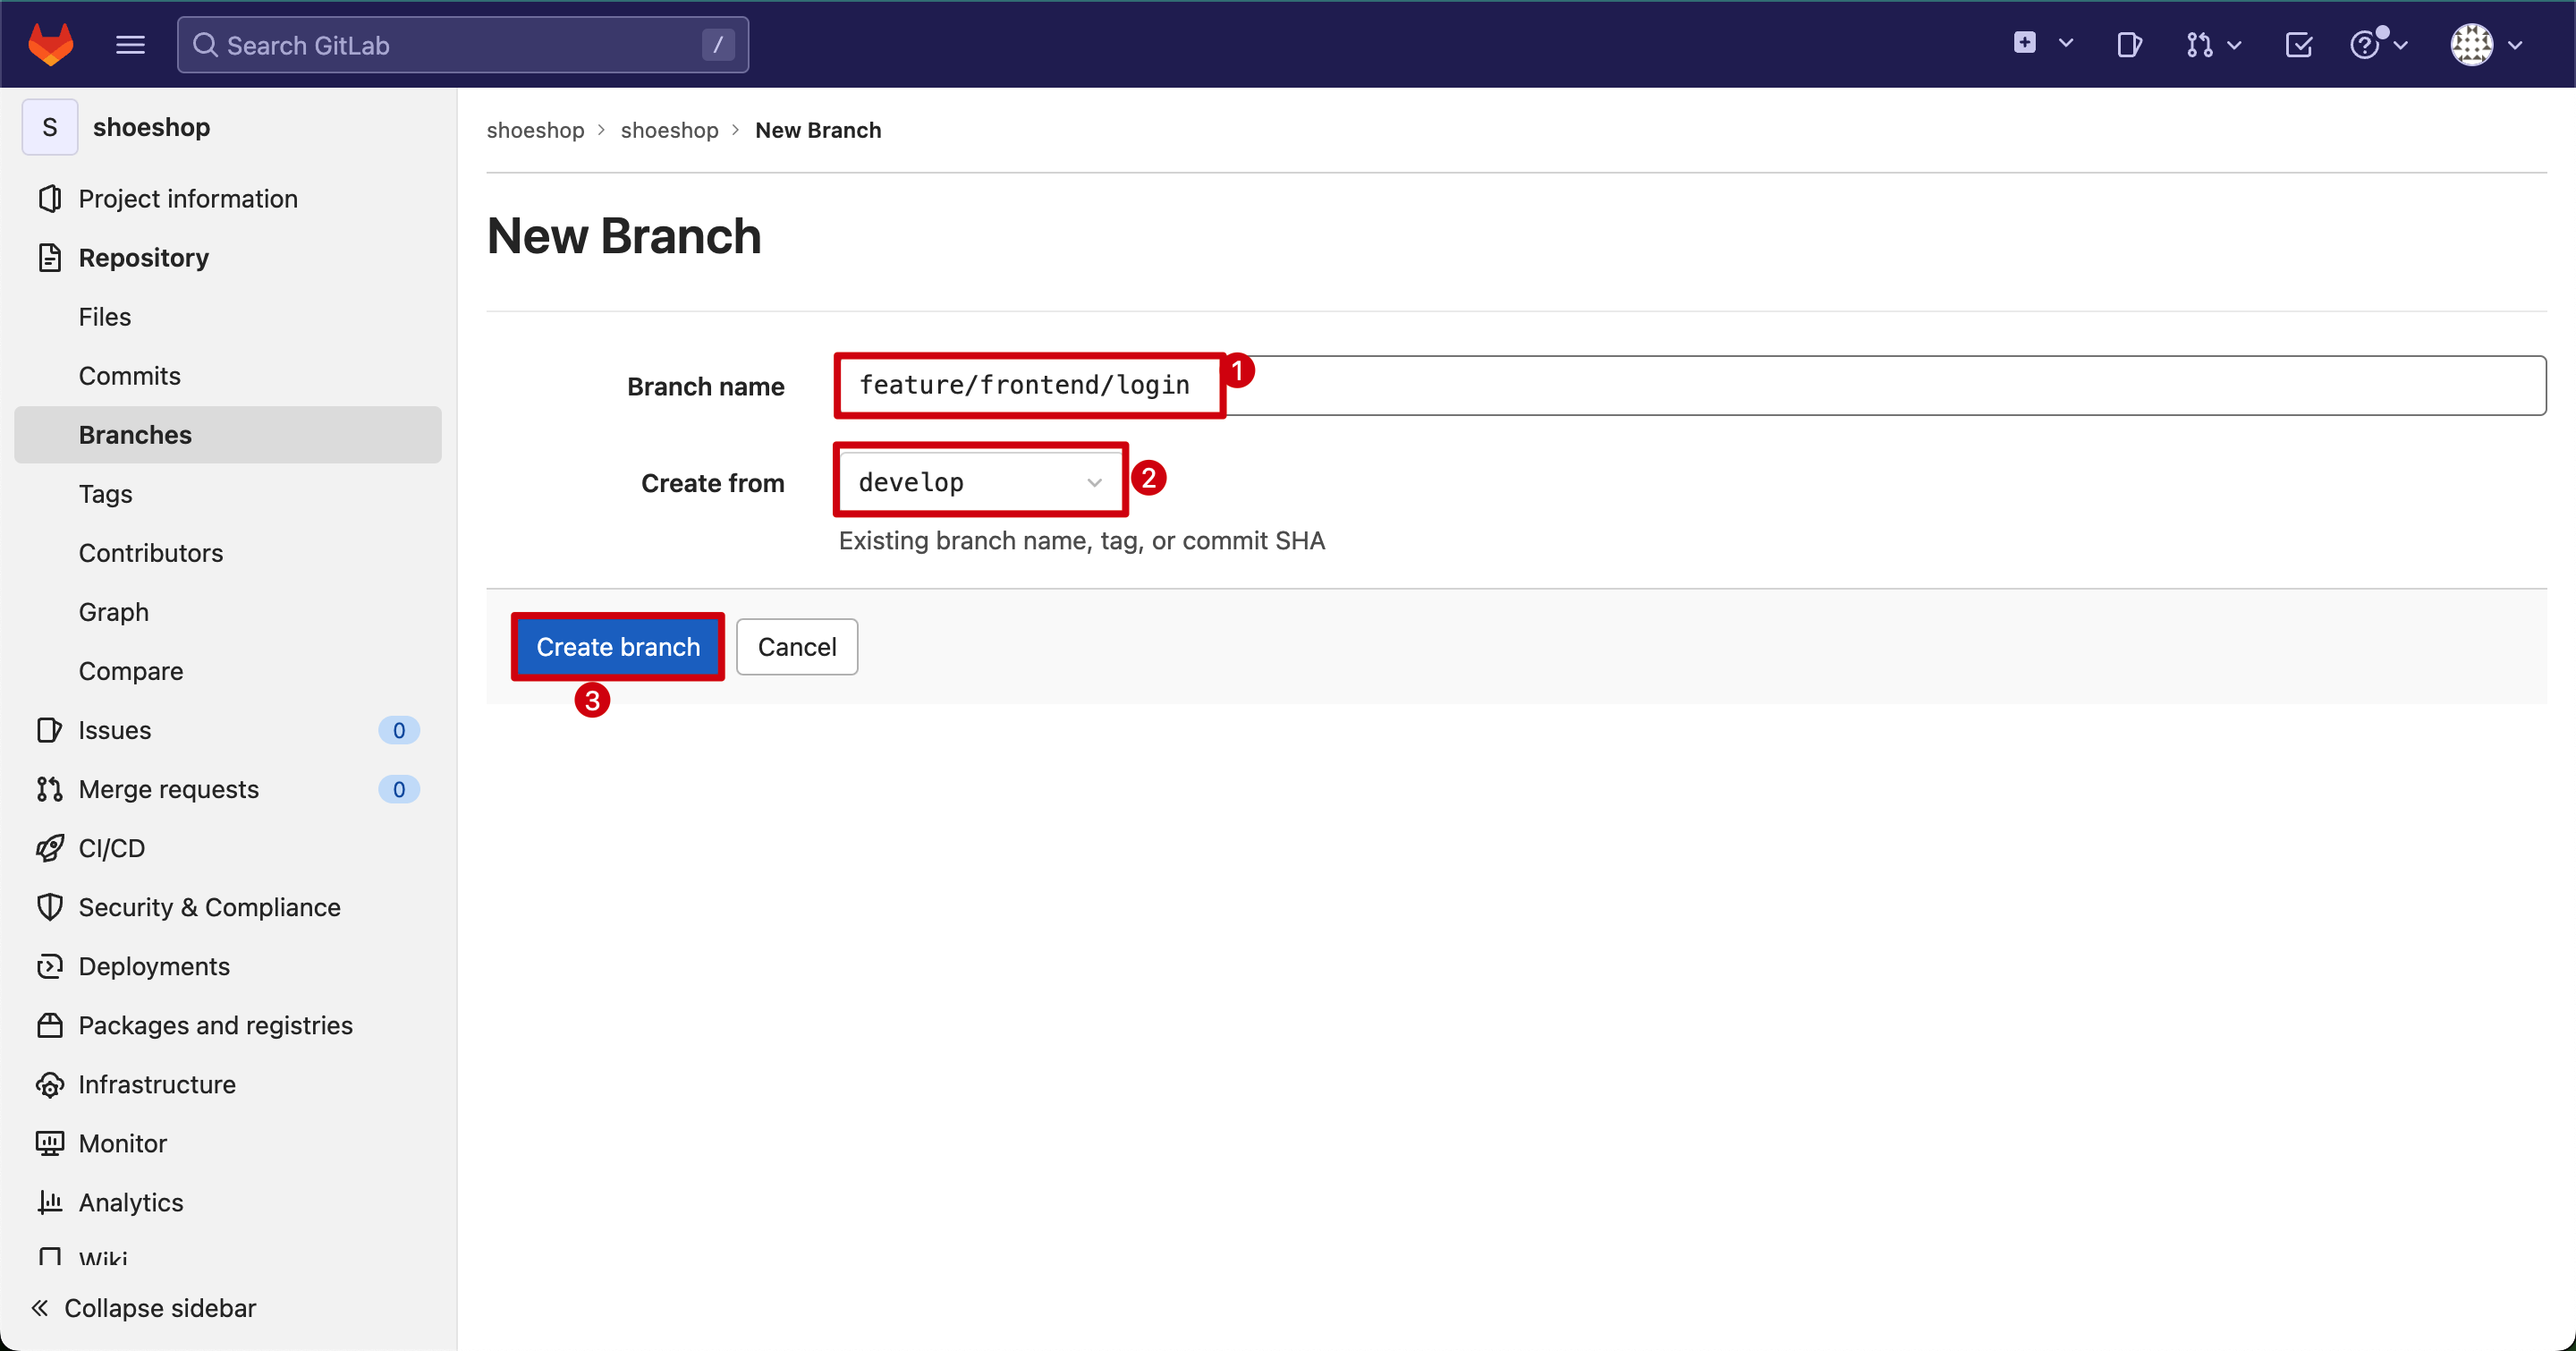 Search GitLab /
S shoeshop
Project information
Repository
Files
Commits
Branches
Tags
Contributors
Graph
Compare
Issues 0
Merge requests 0
CI/CD
Security & Compliance
Deployments
Packages and registries
Infrastructure
Monitor
Analytics
Wiki
Collapse sidebar
shoeshop > shoeshop > New Branch
New Branch
Branch name feature/frontend/login 1
Create from develop 2
Existing branch name, tag, or commit SHA
Create branch Cancel
3